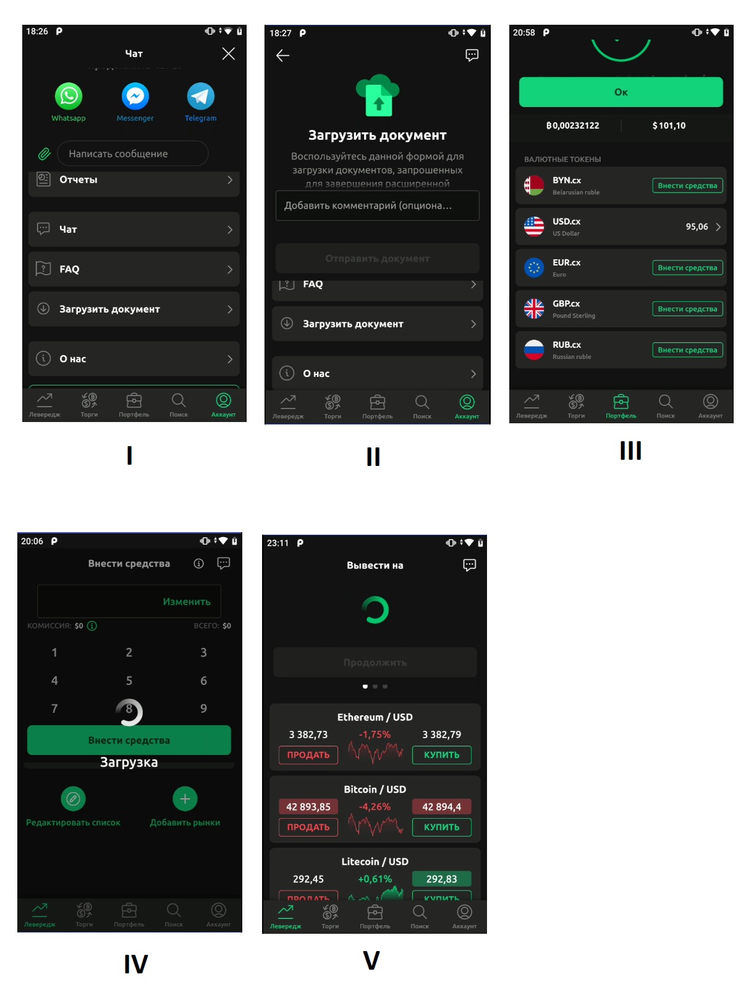 18:26
Чат
Whatsapp
Messenger
Telegram
Написать сообщение
Отчеты
Чат
FAQ
Загрузить документ
О нас
Левередж
Торги
Портфель
Поиск
Аккаунт
I
18:27
Загрузить документ
Воспользуйтесь данной формой для
загрузки документов, запрошенных
для завершения расширенной
Добавить комментарий (опциона...
Отправить документ
FAQ
Загрузить документ
О нас
Левередж
Торги
Портфель
Поиск
Аккаунт
II
20:58
Ок
₿0,00232122
$101,10
ВАЛЮТНЫЕ ТОКЕНЫ
BYN.cx
Belarusian ruble
Внести средства
USD.cx
US Dollar
95,06
EUR.cx
Euro
Внести средства
GBP.cx
Pound Sterling
Внести средства
RUB.cx
Russian ruble
Внести средства
Левередж
Торги
Портфель
Поиск
Аккаунт
III
20:06
Внести средства
Изменить
КОМИССИЯ: $0
ВСЕГО: $0
1 2 3
4 5 6
7 8 9
Внести средства
Загрузка
Редактировать список
Добавить рынки
Левередж
Торги
Портфель
Поиск
Аккаунт
IV
23:11
Вывести на
Продолжить
Ethereum / USD
3 382,73 -1,75% 3 382,79
ПРОДАТЬ КУПИТЬ
Bitcoin / USD
42 893,85 -4,26% 42 894,4
ПРОДАТЬ КУПИТЬ
Litecoin / USD
292,45 +0,61% 292,83
ПРОДАТЬ КУПИТЬ
Левередж
Торги
Портфель
Поиск
Аккаунт
V